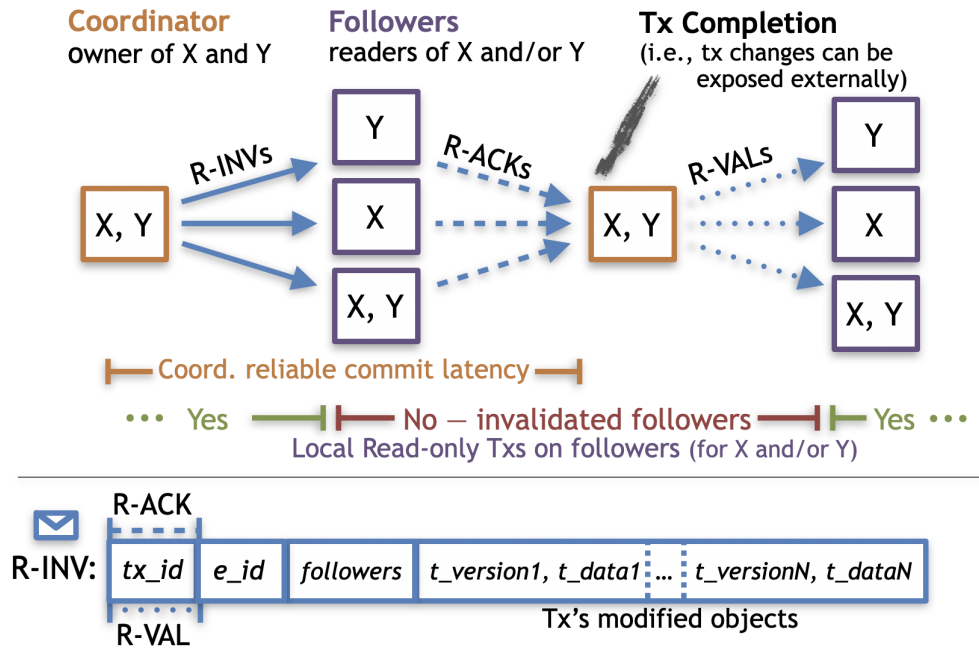 Coordinator
owner of X and Y
Followers
readers of X and/or Y
Tx Completion
(i.e., tx changes can be
exposed externally)
R-INVs
R-ACKs
R-VALs
X, Y
Y
X
X, Y
X, Y
Y
X
X, Y
Coord. reliable commit latency
Yes
No – invalidated followers
Yes
Local Read-only Txs on followers (for X and/or Y)
R-ACK
R-INV: tx_id e_id followers t_version1, t_data1 ... t_versionN, t_dataN
R-VAL
Tx's modified objects